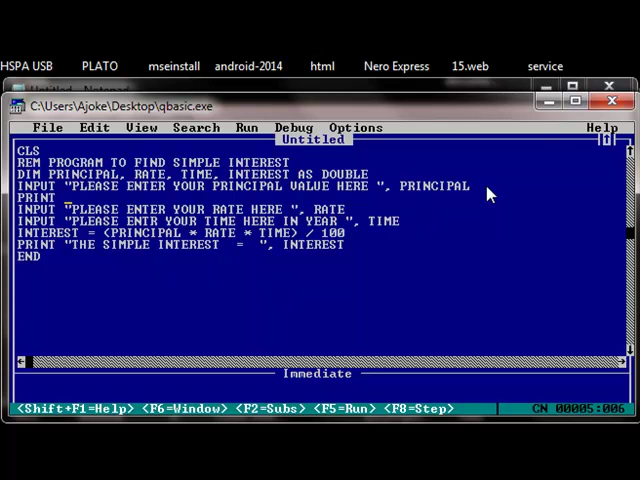 HSPA USB PLATO mseinstall android-2014 html Nero Express 15.web service
C:\Users\Ajoke\Desktop\qbasic.exe
File Edit View Search Run Debug Options Help
Untitled
CLS
REM PROGRAM TO FIND SIMPLE INTEREST
DIM PRINCIPAL, RATE, TIME, INTEREST AS DOUBLE
INPUT "PLEASE ENTER YOUR PRINCIPAL VALUE HERE ", PRINCIPAL
PRINT _
INPUT "PLEASE ENTER YOUR RATE HERE ", RATE
INPUT "PLEASE ENTR YOUR TIME HERE IN YEAR ", TIME
INTEREST = (PRINCIPAL * RATE * TIME) / 100
PRINT "THE SIMPLE INTEREST  =  ", INTEREST
END
Immediate
<Shift+F1=Help> <F6=Window> <F2=Subs> <F5=Run> <F8=Step> CN 00005:006